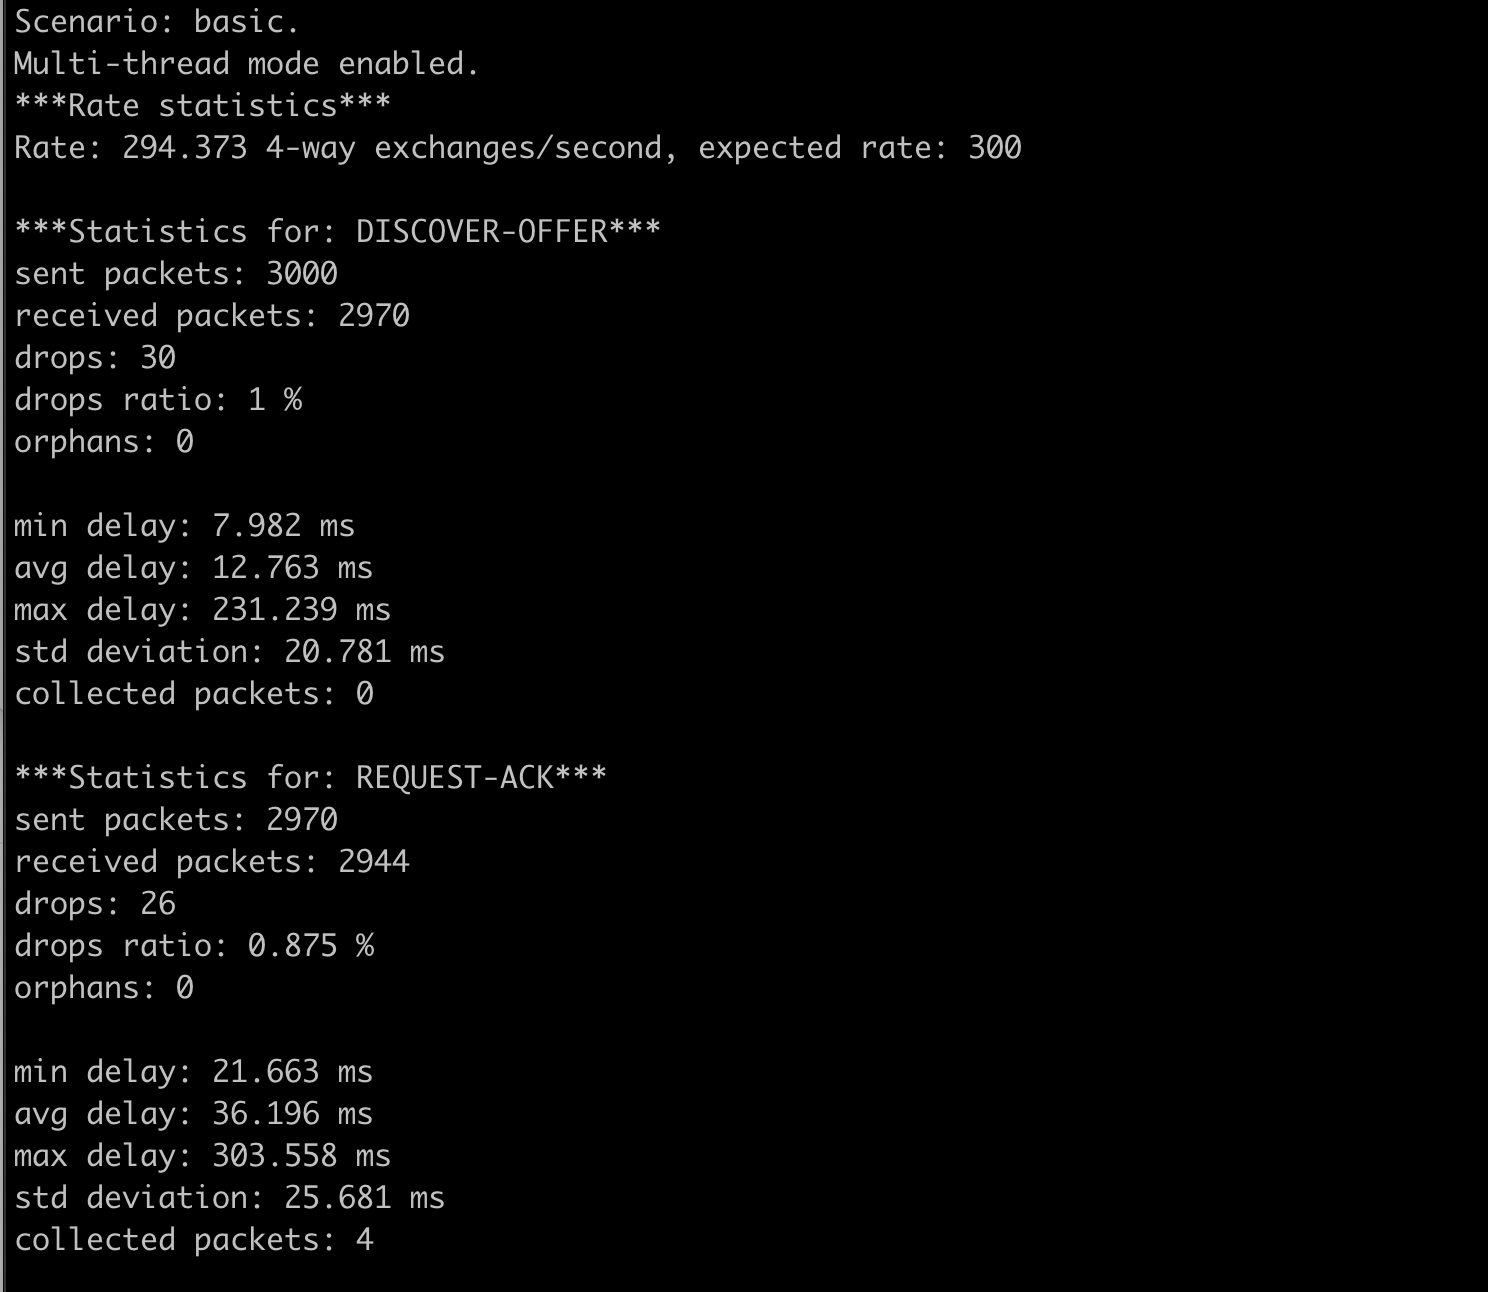 Scenario: basic.
Multi-thread mode enabled.
***Rate statistics***
Rate: 294.373 4-way exchanges/second, expected rate: 300
***Statistics for: DISCOVER-OFFER***
sent packets: 3000
received packets: 2970
drops: 30
drops ratio: 1 %
orphans: 0
min delay: 7.982 ms
avg delay: 12.763 ms
max delay: 231.239 ms
std deviation: 20.781 ms
collected packets: 0
***Statistics for: REQUEST-ACK***
sent packets: 2970
received packets: 2944
drops: 26
drops ratio: 0.875 %
orphans: 0
min delay: 21.663 ms
avg delay: 36.196 ms
max delay: 303.558 ms
std deviation: 25.681 ms
collected packets: 4